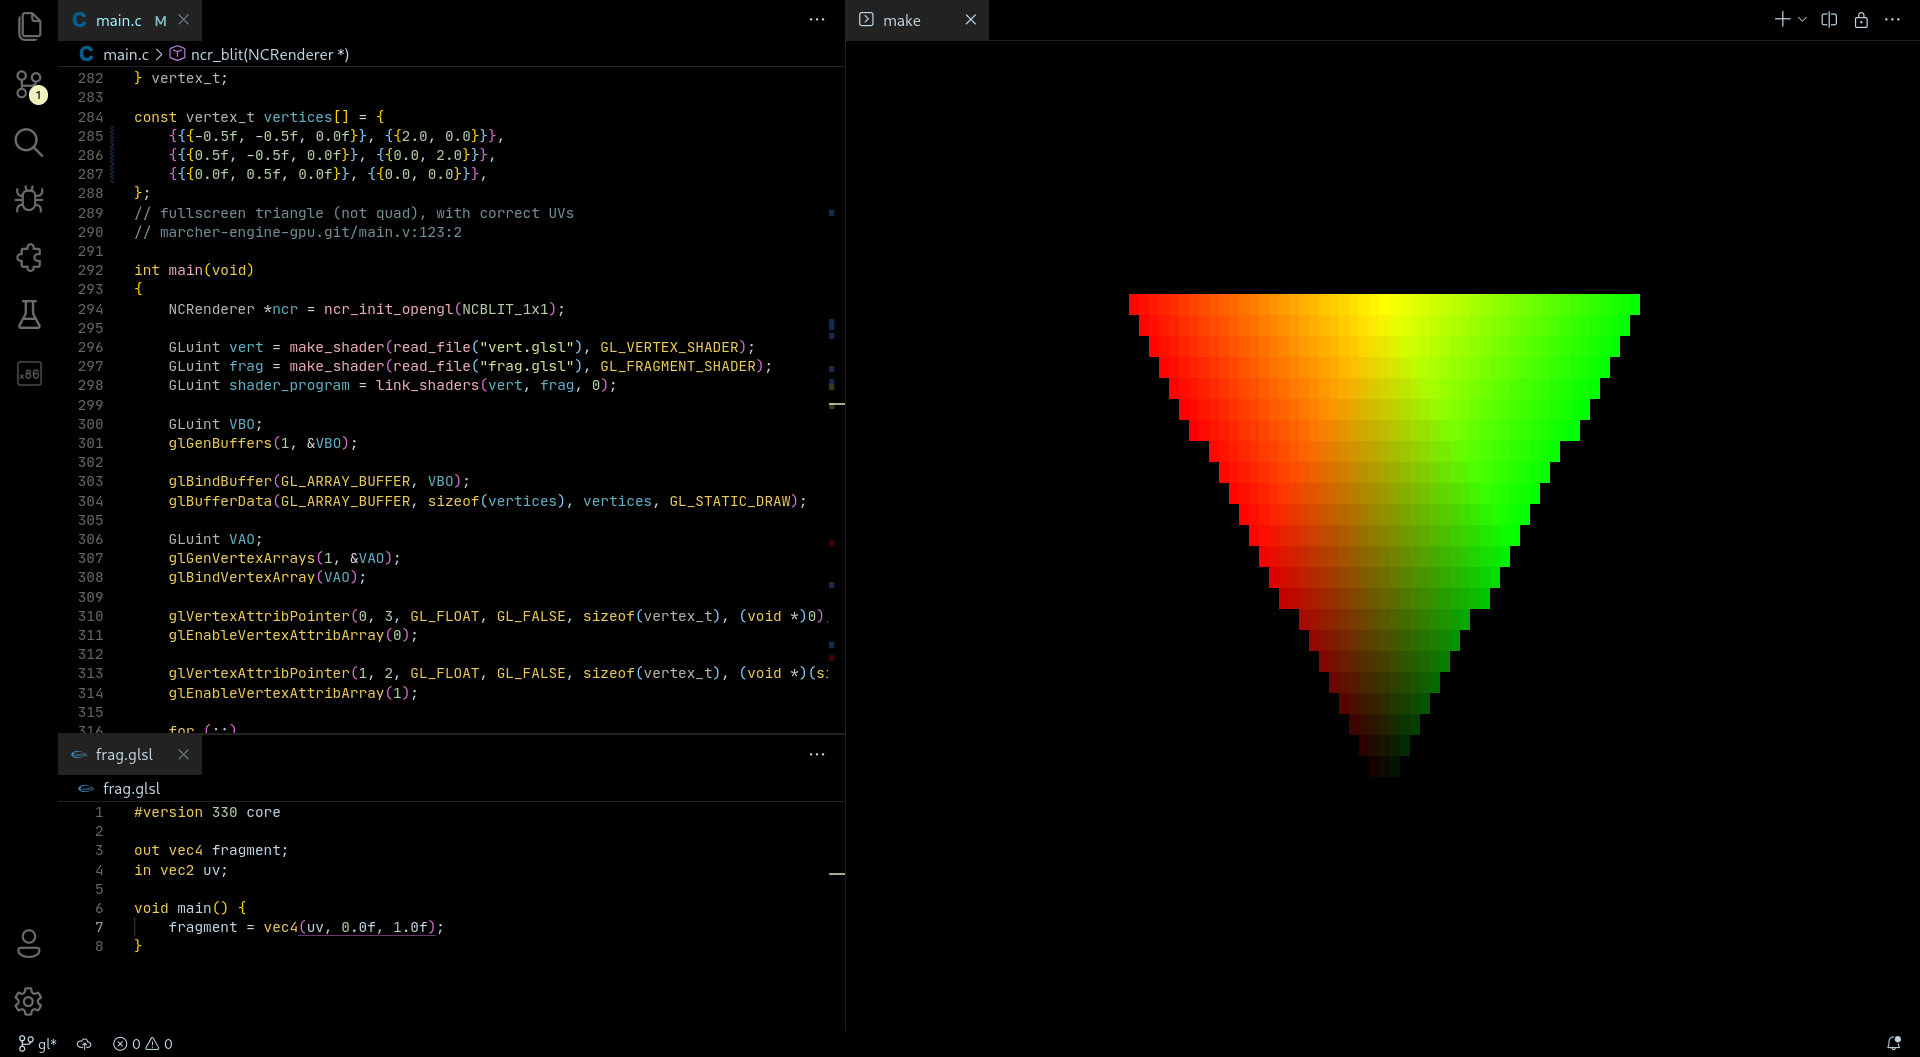 main.c M
make
main.c > ncr_blit(NCRenderer *)
282 } vertex_t;
283
284 const vertex_t vertices[] = {
285 {{{-0.5f, -0.5f, 0.0f}}, {{2.0, 0.0}}},
286 {{{0.5f, -0.5f, 0.0f}}, {{0.0, 2.0}}},
287 {{{0.0f, 0.5f, 0.0f}}, {{0.0, 0.0}}},
288 };
289 // fullscreen triangle (not quad), with correct UVs
290 // marcher-engine-gpu.git/main.v:123:2
291
292 int main(void)
293 {
294 NCRenderer *ncr = ncr_init_opengl(NCBLIT_1x1);
295
296 GLuint vert = make_shader(read_file("vert.glsl"), GL_VERTEX_SHADER);
297 GLuint frag = make_shader(read_file("frag.glsl"), GL_FRAGMENT_SHADER);
298 GLuint shader_program = link_shaders(vert, frag, 0);
299
300 GLuint VBO;
301 glGenBuffers(1, &VBO);
302
303 glBindBuffer(GL_ARRAY_BUFFER, VBO);
304 glBufferData(GL_ARRAY_BUFFER, sizeof(vertices), vertices, GL_STATIC_DRAW);
305
306 GLuint VAO;
307 glGenVertexArrays(1, &VAO);
308 glBindVertexArray(VAO);
309
310 glVertexAttribPointer(0, 3, GL_FLOAT, GL_FALSE, sizeof(vertex_t), (void *)0)
311 glEnableVertexAttribArray(0);
312
313 glVertexAttribPointer(1, 2, GL_FLOAT, GL_FALSE, sizeof(vertex_t), (void *)(si
314 glEnableVertexAttribArray(1);
315
316 for (;;)
frag.glsl
frag.glsl
1 #version 330 core
2
3 out vec4 fragment;
4 in vec2 uv;
5
6 void main() {
7 fragment = vec4(uv, 0.0f, 1.0f);
8 }
1
x86
gl* 0 0